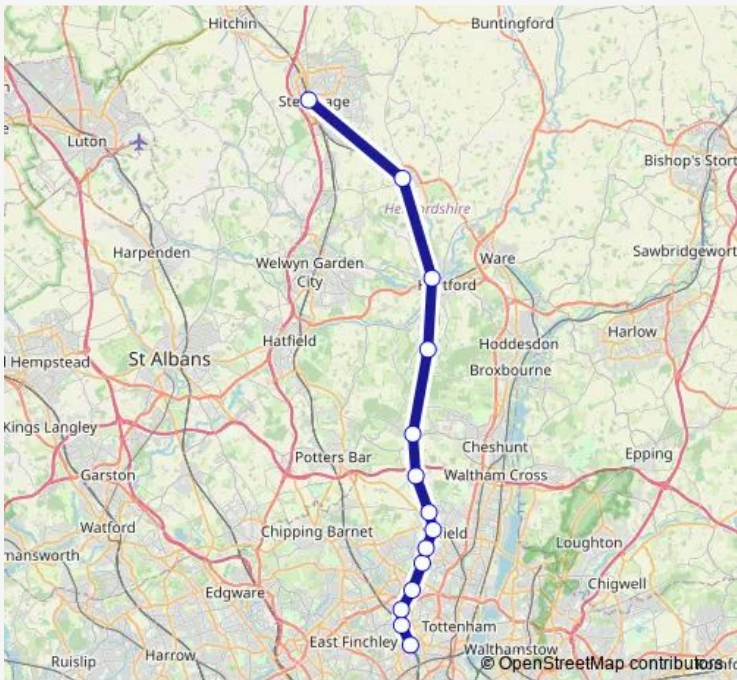 Hitchin
Buntingford
Luton
Bishop's Stort
Harpenden
Welwyn Garden
City
Ware
Sawbridgewort
Hatfield
St Albans
Hoddesdon
Broxbourne
Harlow
Hempstead
Kings Langley
Potters Bar
Cheshunt
Epping
Garston
Waltham Cross
Watford
Chipping Barnet
Loughton
mansworth
Edgware
Chigwell
East Finchley
Tottenham
Ruislip
Harrow
Walthamstow
© OpenStreetMap contributors